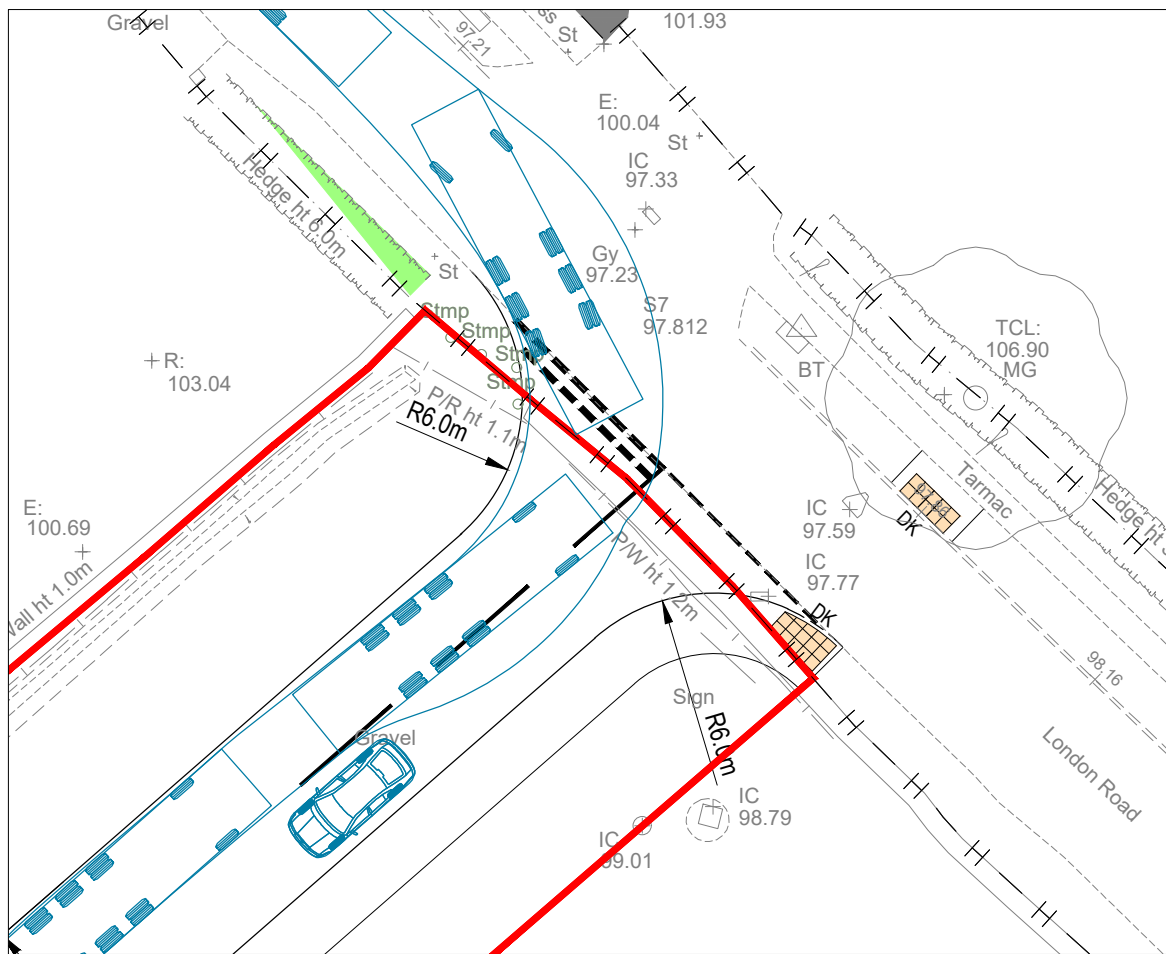 Gravel
97.21
ss
St
101.93
E:
100.04
St
IC
97.33
Hedge ht 6.0m
St
Gy
97.23
S7
97.812
Stmp
Stmp
Stmp
Stmp
R:
103.04
P/R ht 1.1m
R6.0m
TCL:
106.90
MG
BT
Tarmac
Hedge ht
DK
E:
100.69
IC
97.59
IC
97.77
DK
Wall ht 1.0m
P/W ht 1.2m
98.16
Sign
R6.0m
Gravel
London Road
IC
98.79
IC
99.01